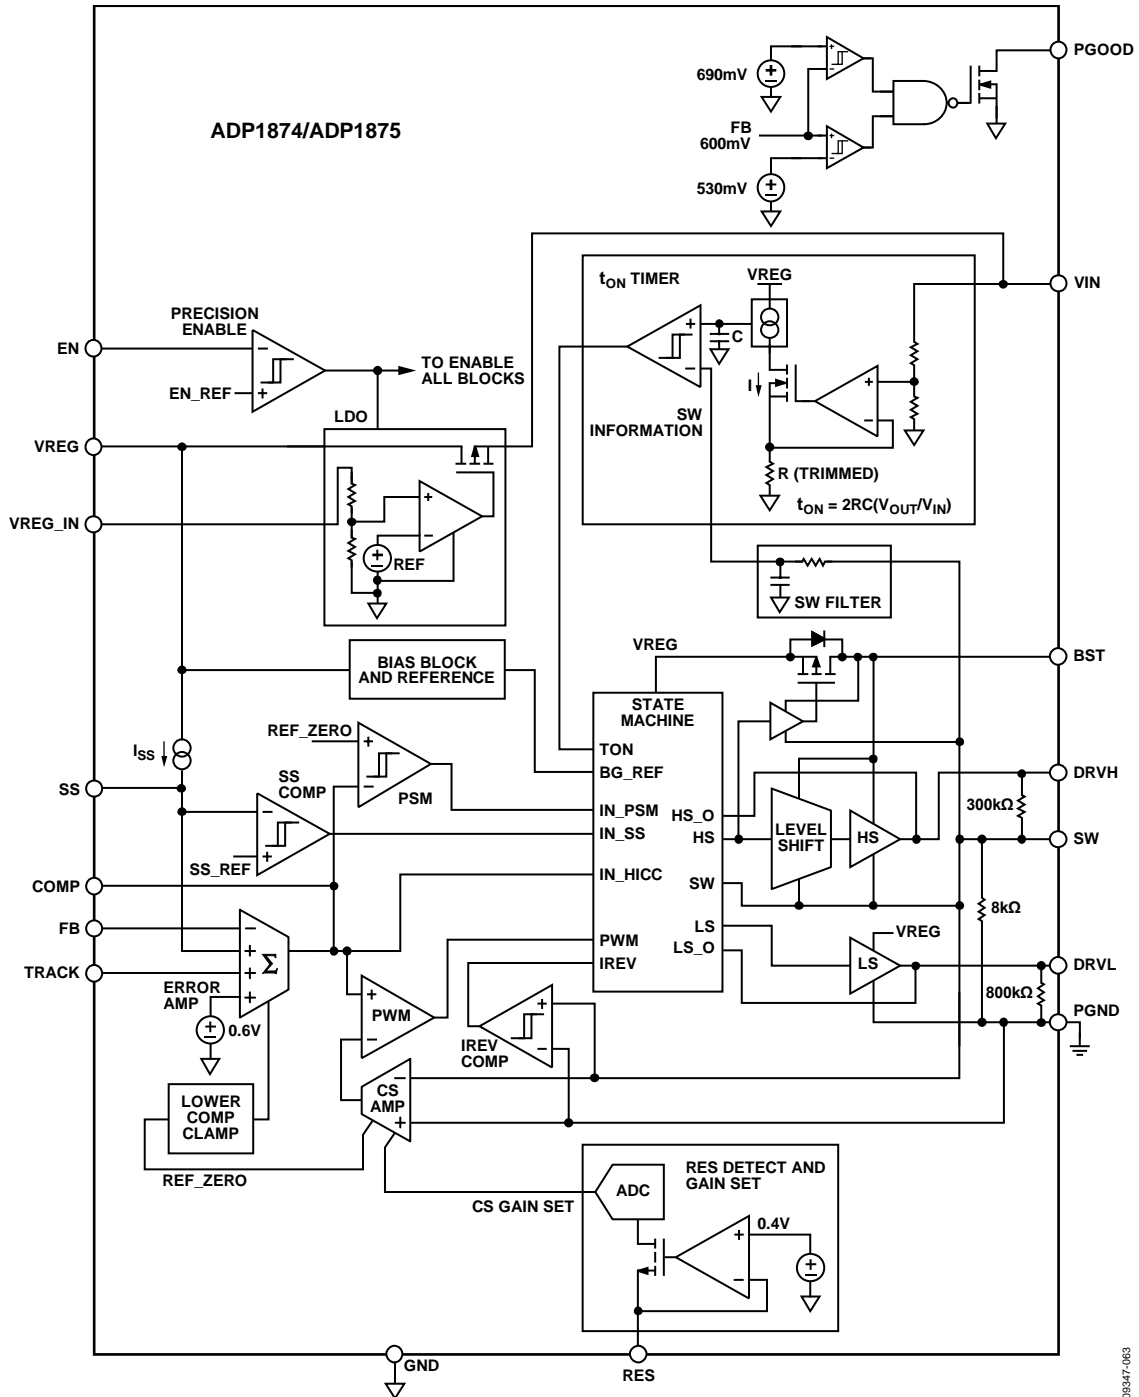 PGOOD
690mV
ADP1874/ADP1875
FB
600mV
530mV
tON TIMER
VREG
VIN
PRECISION
ENABLE
EN
C
TO ENABLE
ALL BLOCKS
EN_REF
I
SW
INFORMATION
LDO
VREG
R (TRIMMED)
tON = 2RC(VOUT/VIN)
VREG_IN
REF
SW FILTER
VREG
BST
BIAS BLOCK
AND REFERENCE
STATE
MACHINE
REF_ZERO
ISS
TON
BG_REF
DRVH
SS
SS
COMP
PSM
IN_PSM
HS_O
300kΩ
IN_SS
HS
LEVEL
SHIFT
HS
SW
SS_REF
COMP
IN_HICC
SW
8kΩ
FB
LS
VREG
PWM
LS_O
TRACK
Σ
IREV
LS
DRVL
ERROR
AMP
800kΩ
0.6V
PWM
PGND
IREV
COMP
CS
AMP
LOWER
COMP
CLAMP
REF_ZERO
RES DETECT AND
GAIN SET
ADC
CS GAIN SET
0.4V
GND
RES
09347-063